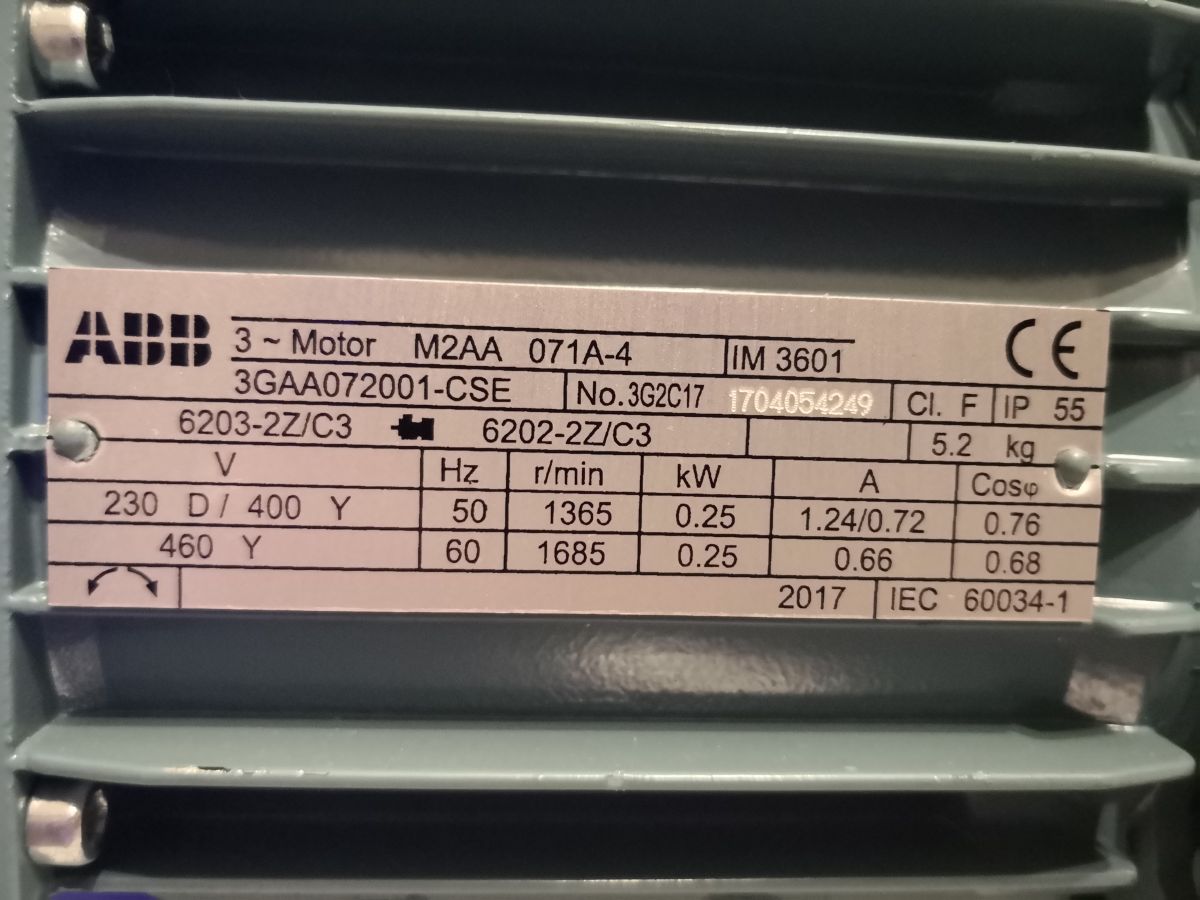 ABB 3 ~ Motor M2AA 071A-4 IM 3601 CE
3GAA072001-CSE No. 3G2C17 1704054249 Cl. F IP 55
6203-2Z/C3 6202-2Z/C3 5.2 kg
V Hz r/min kW A Cosφ
230 D / 400 Y 50 1365 0.25 1.24/0.72 0.76
460 Y 60 1685 0.25 0.66 0.68
2017 IEC 60034-1